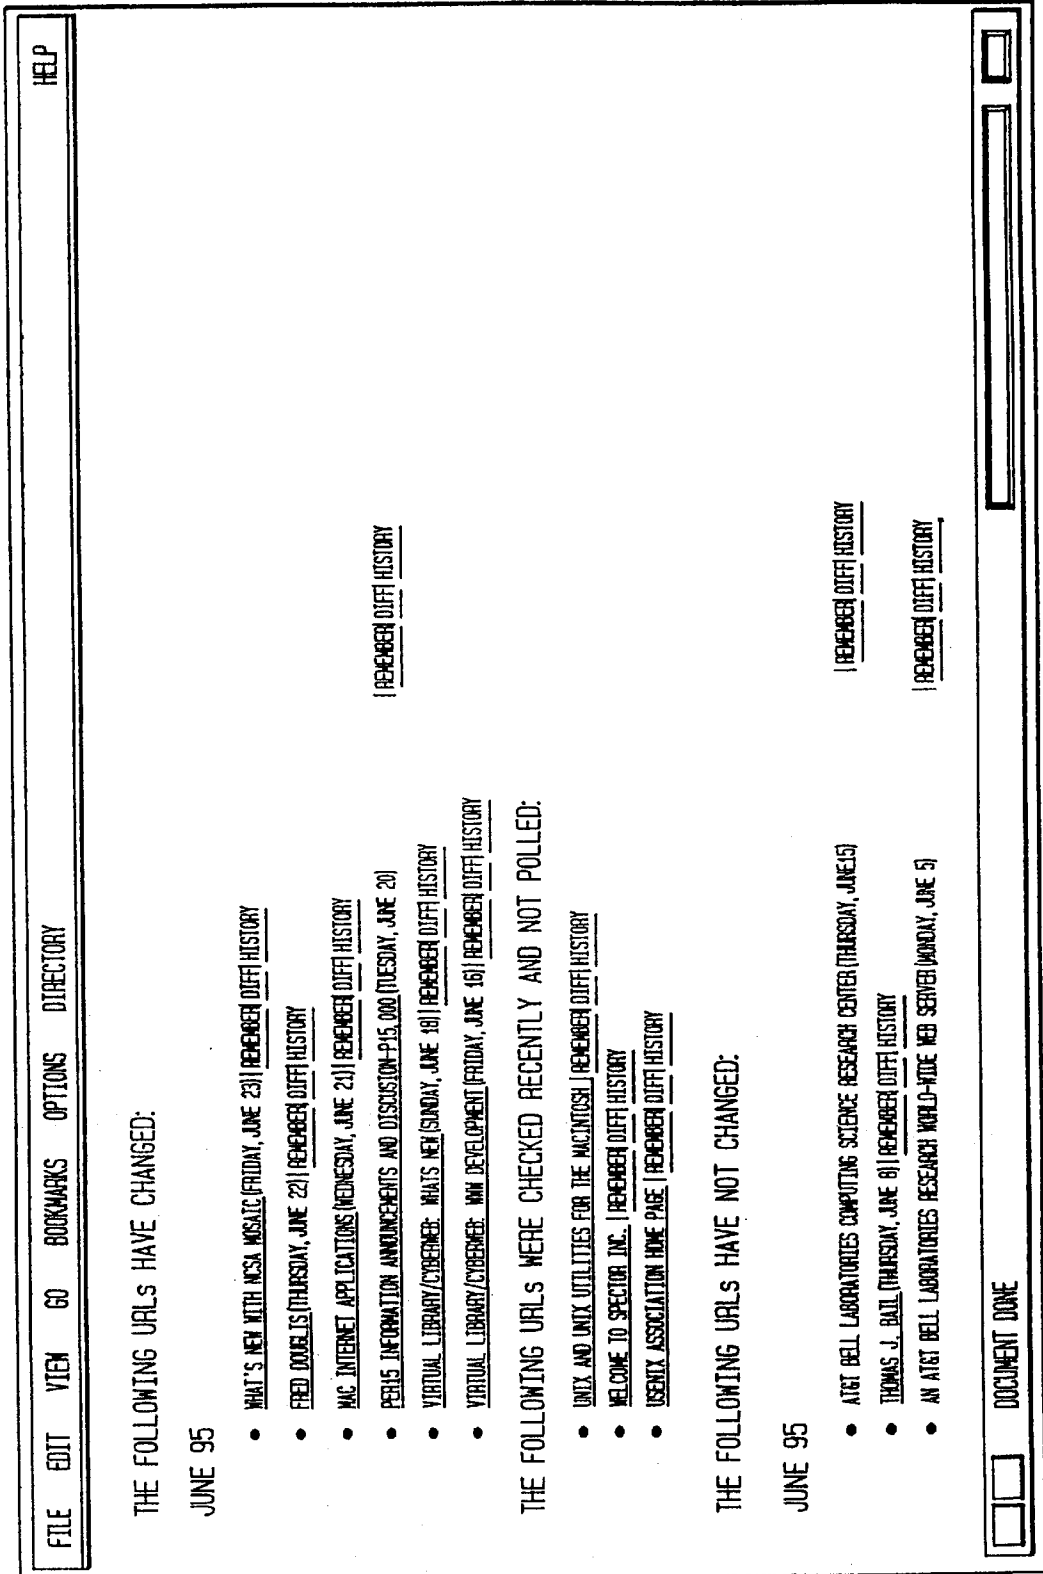 FILE EDIT VIEW GO BOOKMARKS OPTIONS DIRECTORY HELP
THE FOLLOWING URLs HAVE CHANGED:
JUNE 95
• WHAT'S NEW WITH NCSA MOSAIC (FRIDAY, JUNE 23) | REMEMBER | DIFF | HISTORY
• FRED DOUGLIS (THURSDAY, JUNE 22) | REMEMBER | DIFF | HISTORY
• MAC INTERNET APPLICATIONS (WEDNESDAY, JUNE 21) | REMEMBER | DIFF | HISTORY
• PER15 INFORMATION ANNOUNCEMENTS AND DISCUSION-P15,000 (TUESDAY, JUNE 20) | REMEMBER | DIFF | HISTORY
• VIRTUAL LIBRARY/CYBERWEB: WHATS NEW (SUNDAY, JUNE 18) | REMEMBER | DIFF | HISTORY
• VIRTUAL LIBRARY/CYBERWEB: WWW DEVELOPMENT (FRIDAY, JUNE 16) | REMEMBER | DIFF | HISTORY
THE FOLLOWING URLs WERE CHECKED RECENTLY AND NOT POLLED:
• UNIX AND UNIX UTILITIES FOR THE MACINTOSH | REMEMBER | DIFF | HISTORY
• WELCOME TO SPECTOR INC. | REMEMBER | DIFF | HISTORY
• USENIX ASSOCIATION HOME PAGE | REMEMBER | DIFF | HISTORY
THE FOLLOWING URLs HAVE NOT CHANGED:
JUNE 95
• AT&T BELL LABORATORIES COMPUTING SCIENCE RESEARCH CENTER (THURSDAY, JUNE15) | REMEMBER | DIFF | HISTORY
• THOMAS J. BAIL (THURSDAY, JUNE 8) | REMEMBER | DIFF | HISTORY
• AN AT&T BELL LABORATORIES RESEARCH WORLD-WIDE WEB SERVER (MONDAY, JUNE 5) | REMEMBER | DIFF | HISTORY
DOCUMENT DONE